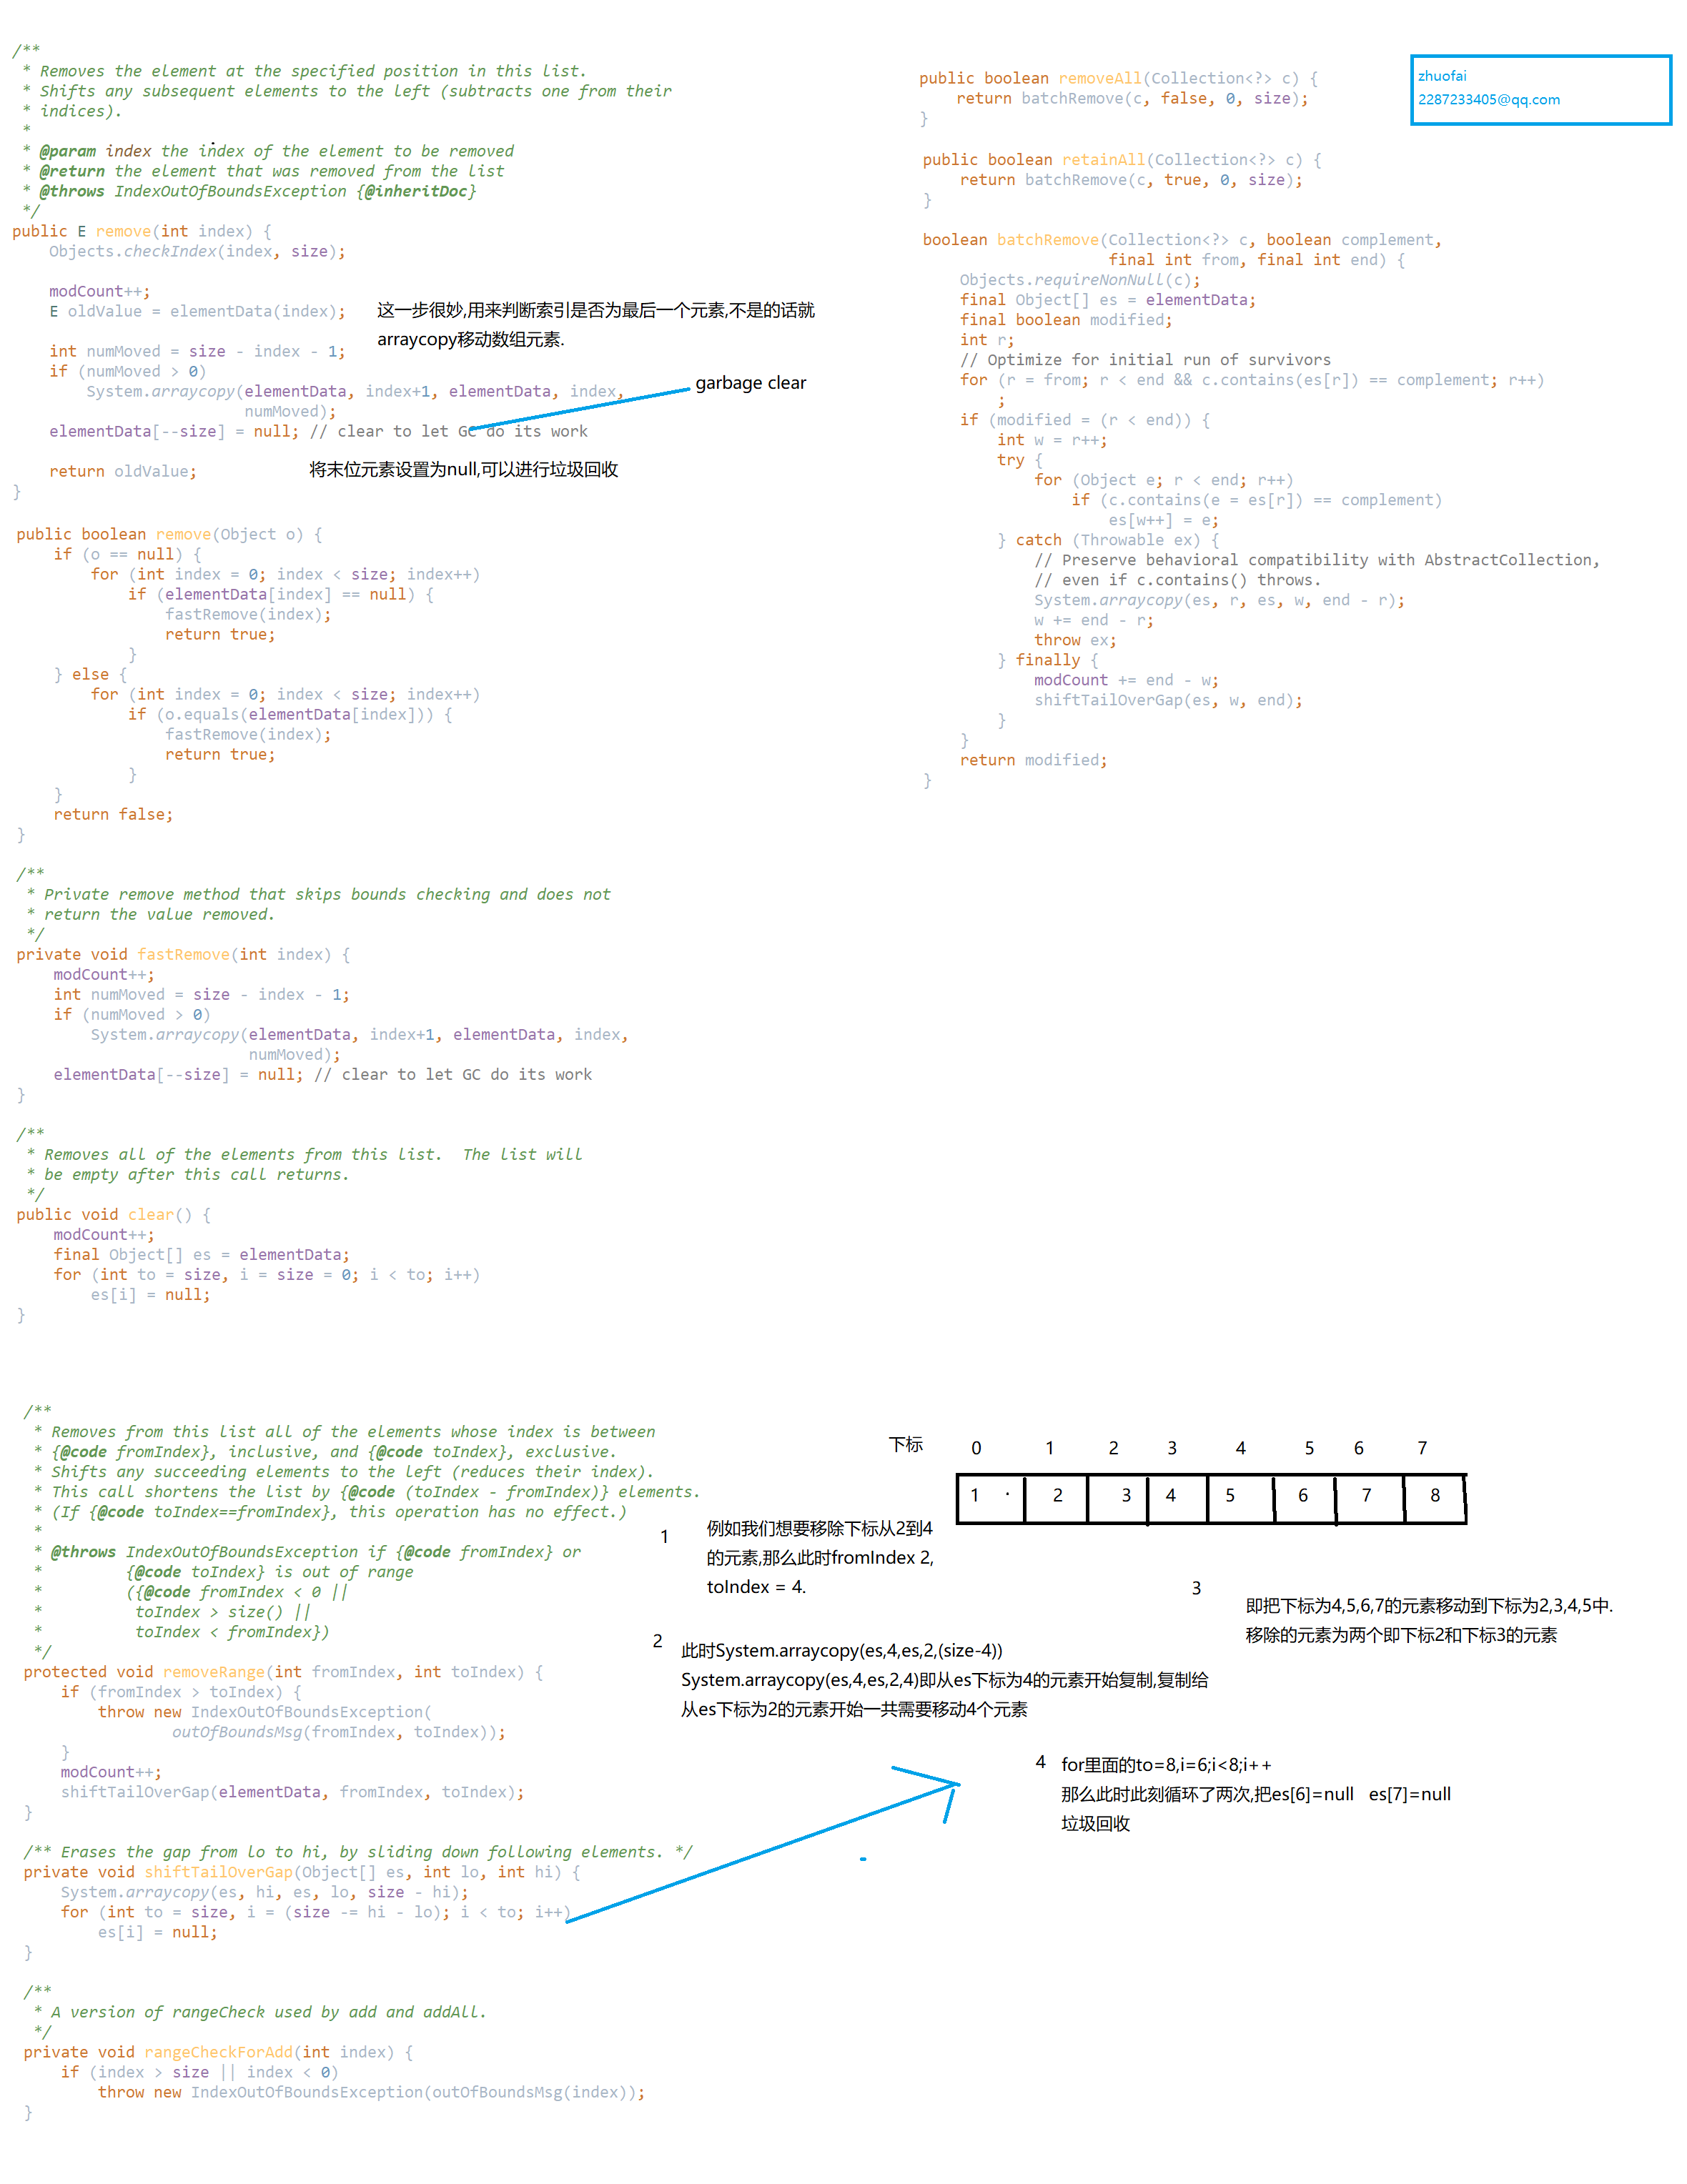 /**
 * Removes the element at the specified position in this list.
 * Shifts any subsequent elements to the left (subtracts one from their
 * indices).
 *
 * @param index the index of the element to be removed
 * @return the element that was removed from the list
 * @throws IndexOutOfBoundsException {@inheritDoc}
 */
public E remove(int index) {
    Objects.checkIndex(index, size);
    modCount++;
    E oldValue = elementData(index);
这一步很妙,用来判断索引是否为最后一个元素,不是的话就
arraycopy移动数组元素.
    int numMoved = size - index - 1;
    if (numMoved > 0)
        System.arraycopy(elementData, index+1, elementData, index,
                         numMoved);
garbage clear
    elementData[--size] = null; // clear to let GC do its work
    return oldValue;
将末位元素设置为null,可以进行垃圾回收
}
public boolean remove(Object o) {
    if (o == null) {
        for (int index = 0; index < size; index++)
            if (elementData[index] == null) {
                fastRemove(index);
                return true;
            }
    } else {
        for (int index = 0; index < size; index++)
            if (o.equals(elementData[index])) {
                fastRemove(index);
                return true;
            }
    }
    return false;
}
/**
 * Private remove method that skips bounds checking and does not
 * return the value removed.
 */
private void fastRemove(int index) {
    modCount++;
    int numMoved = size - index - 1;
    if (numMoved > 0)
        System.arraycopy(elementData, index+1, elementData, index,
                         numMoved);
    elementData[--size] = null; // clear to let GC do its work
}
/**
 * Removes all of the elements from this list.  The list will
 * be empty after this call returns.
 */
public void clear() {
    modCount++;
    final Object[] es = elementData;
    for (int to = size, i = size = 0; i < to; i++)
        es[i] = null;
}
public boolean removeAll(Collection<?> c) {
    return batchRemove(c, false, 0, size);
}
zhuofai
2287233405@qq.com
public boolean retainAll(Collection<?> c) {
    return batchRemove(c, true, 0, size);
}
boolean batchRemove(Collection<?> c, boolean complement,
                    final int from, final int end) {
    Objects.requireNonNull(c);
    final Object[] es = elementData;
    final boolean modified;
    int r;
    // Optimize for initial run of survivors
    for (r = from; r < end && c.contains(es[r]) == complement; r++)
        ;
    if (modified = (r < end)) {
        int w = r++;
        try {
            for (Object e; r < end; r++)
                if (c.contains(e = es[r]) == complement)
                    es[w++] = e;
        } catch (Throwable ex) {
            // Preserve behavioral compatibility with AbstractCollection,
            // even if c.contains() throws.
            System.arraycopy(es, r, es, w, end - r);
            w += end - r;
            throw ex;
        } finally {
            modCount += end - w;
            shiftTailOverGap(es, w, end);
        }
    }
    return modified;
}
/**
 * Removes from this list all of the elements whose index is between
 * {@code fromIndex}, inclusive, and {@code toIndex}, exclusive.
 * Shifts any succeeding elements to the left (reduces their index).
 * This call shortens the list by {@code (toIndex - fromIndex)} elements.
 * (If {@code toIndex==fromIndex}, this operation has no effect.)
 *
 * @throws IndexOutOfBoundsException if {@code fromIndex} or
 *         {@code toIndex} is out of range
 *         ({@code fromIndex < 0 ||
 *          toIndex > size() ||
 *          toIndex < fromIndex})
 */
protected void removeRange(int fromIndex, int toIndex) {
    if (fromIndex > toIndex) {
        throw new IndexOutOfBoundsException(
                outOfBoundsMsg(fromIndex, toIndex));
    }
    modCount++;
    shiftTailOverGap(elementData, fromIndex, toIndex);
}
/** Erases the gap from lo to hi, by sliding down following elements. */
private void shiftTailOverGap(Object[] es, int lo, int hi) {
    System.arraycopy(es, hi, es, lo, size - hi);
    for (int to = size, i = (size -= hi - lo); i < to; i++)
        es[i] = null;
}
/**
 * A version of rangeCheck used by add and addAll.
 */
private void rangeCheckForAdd(int index) {
    if (index > size || index < 0)
        throw new IndexOutOfBoundsException(outOfBoundsMsg(index));
}
下标 0 1 2 3 4 5 6 7
1 2 3 4 5 6 7 8
1 例如我们想要移除下标从2到4
的元素,那么此时fromIndex 2,
toIndex = 4.
2 此时System.arraycopy(es,4,es,2,(size-4))
System.arraycopy(es,4,es,2,4)即从es下标为4的元素开始复制,复制给
从es下标为2的元素开始一共需要移动4个元素
3 即把下标为4,5,6,7的元素移动到下标为2,3,4,5中.
移除的元素为两个即下标2和下标3的元素
4 for里面的to=8,i=6;i<8;i++
那么此时此刻循环了两次,把es[6]=null   es[7]=null
垃圾回收